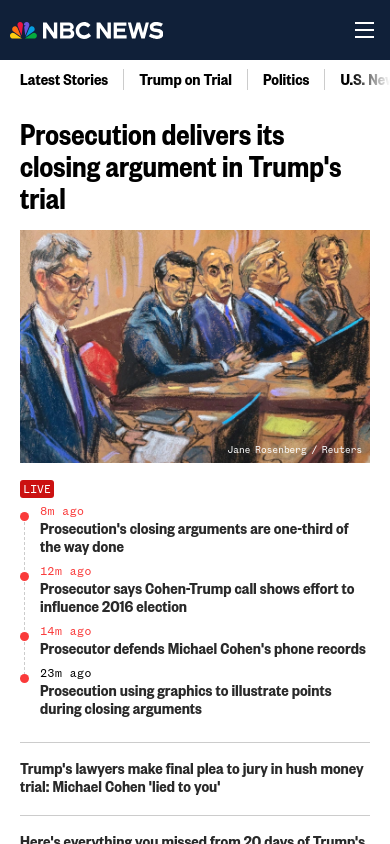 NBC NEWS
Latest Stories
Trump on Trial
Politics
U.S. Ne
Prosecution delivers its
closing argument in Trump's
trial
Jane Rosenberg / Reuters
LIVE
8m ago
Prosecution's closing arguments are one-third of
the way done
12m ago
Prosecutor says Cohen-Trump call shows effort to
influence 2016 election
14m ago
Prosecutor defends Michael Cohen's phone records
23m ago
Prosecution using graphics to illustrate points
during closing arguments
Trump's lawyers make final plea to jury in hush money
trial: Michael Cohen 'lied to you'
Here's everything you missed from 20 days of Trump's